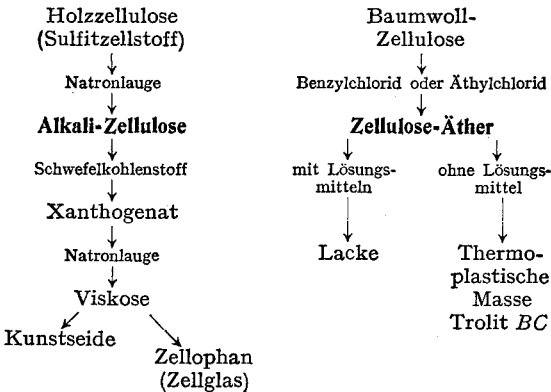 Holzzellulose
(Sulfitzellstoff)
Natronlauge
Alkali-Zellulose
Schwefelkohlenstoff
Xanthogenat
Natronlauge
Viskose
Kunstseide
Zellophan
(Zellglas)
Baumwoll-
Zellulose
Benzylchlorid oder Äthylchlorid
Zellulose-Äther
mit Lösungs-
mitteln
Lacke
ohne Lösungs-
mittel
Thermo-
plastische
Masse
Trolit BC